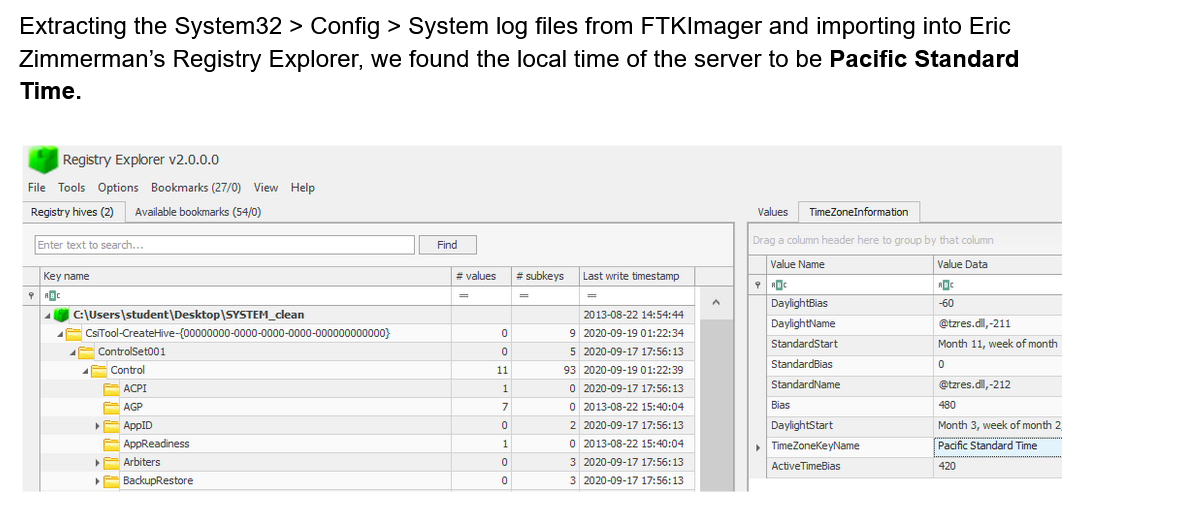 Extracting the System32 > Config > System log files from FTKImager and importing into Eric
Zimmerman’s Registry Explorer, we found the local time of the server to be Pacific Standard
Time.
Registry Explorer v2.0.0.0
File Tools Options Bookmarks (27/0) View Help
Registry hives (2) Available bookmarks (54/0)
Enter text to search... Find
Key name # values # subkeys Last write timestamp
C:\Users\student\Desktop\SYSTEM_clean 2013-08-22 14:54:44
CsiTool-CreateHive-{00000000-0000-0000-0000-000000000000} 0 9 2020-09-19 01:22:34
ControlSet001 0 5 2020-09-17 17:56:13
Control 11 93 2020-09-19 01:22:39
ACPI 1 0 2020-09-17 17:56:13
AGP 7 0 2013-08-22 15:40:04
AppID 0 2 2020-09-17 17:56:13
AppReadiness 1 0 2013-08-22 15:40:04
Arbiters 0 3 2020-09-17 17:56:13
BackupRestore 0 3 2020-09-17 17:56:13
Values TimeZoneInformation
Drag a column header here to group by that column
Value Name Value Data
DaylightBias -60
DaylightName @tzres.dll,-211
StandardStart Month 11, week of month
StandardBias 0
StandardName @tzres.dll,-212
Bias 480
DaylightStart Month 3, week of month 2,
TimeZoneKeyName Pacific Standard Time
ActiveTimeBias 420